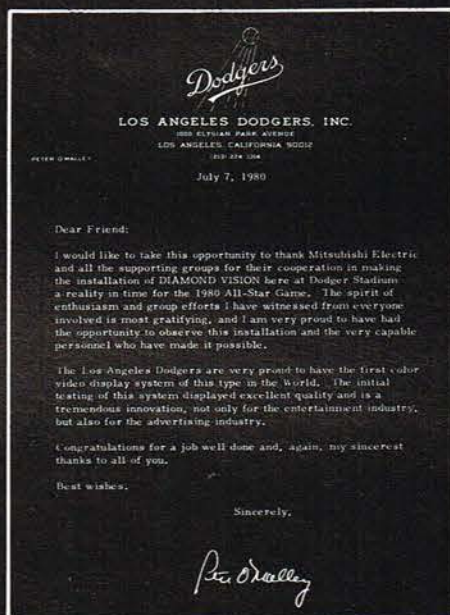 Dodgers
LOS ANGELES DODGERS, INC.
1000 ELYSIAN PARK AVENUE
LOS ANGELES, CALIFORNIA 90012
PETER O'MALLEY
July 7, 1980
Dear Friend:
I would like to take this opportunity to thank Mitsubishi Electric
and all the supporting groups for their cooperation in making
the installation of DIAMOND VISION here at Dodger Stadium
a reality in time for the 1980 All-Star Game. The spirit of
enthusiasm and group efforts I have witnessed from everyone
involved is most gratifying, and I am very proud to have had
the opportunity to observe this installation and the very capable
personnel who have made it possible.
The Los Angeles Dodgers are very proud to have the first color
video display system of this type in the World. The initial
testing of this system displayed excellent quality and is a
tremendous innovation, not only for the entertainment industry,
but also for the advertising industry.
Congratulations for a job well done and, again, my sincerest
thanks to all of you.
Best wishes.
Sincerely,
Peter O'Malley